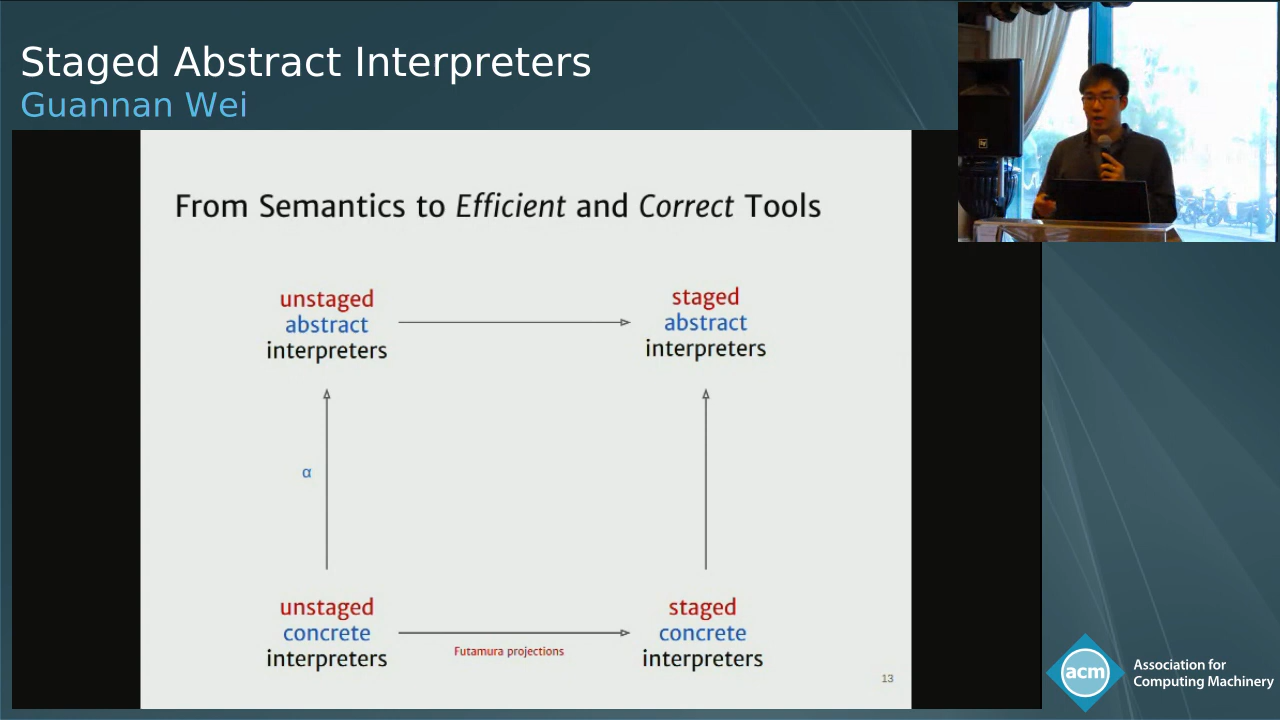 Staged Abstract Interpreters
Guannan Wei
From Semantics to Efficient and Correct Tools
unstaged
abstract
interpreters
staged
abstract
interpreters
α
unstaged
concrete
interpreters
Futamura projections
staged
concrete
interpreters
13
acm
Association for
Computing Machinery